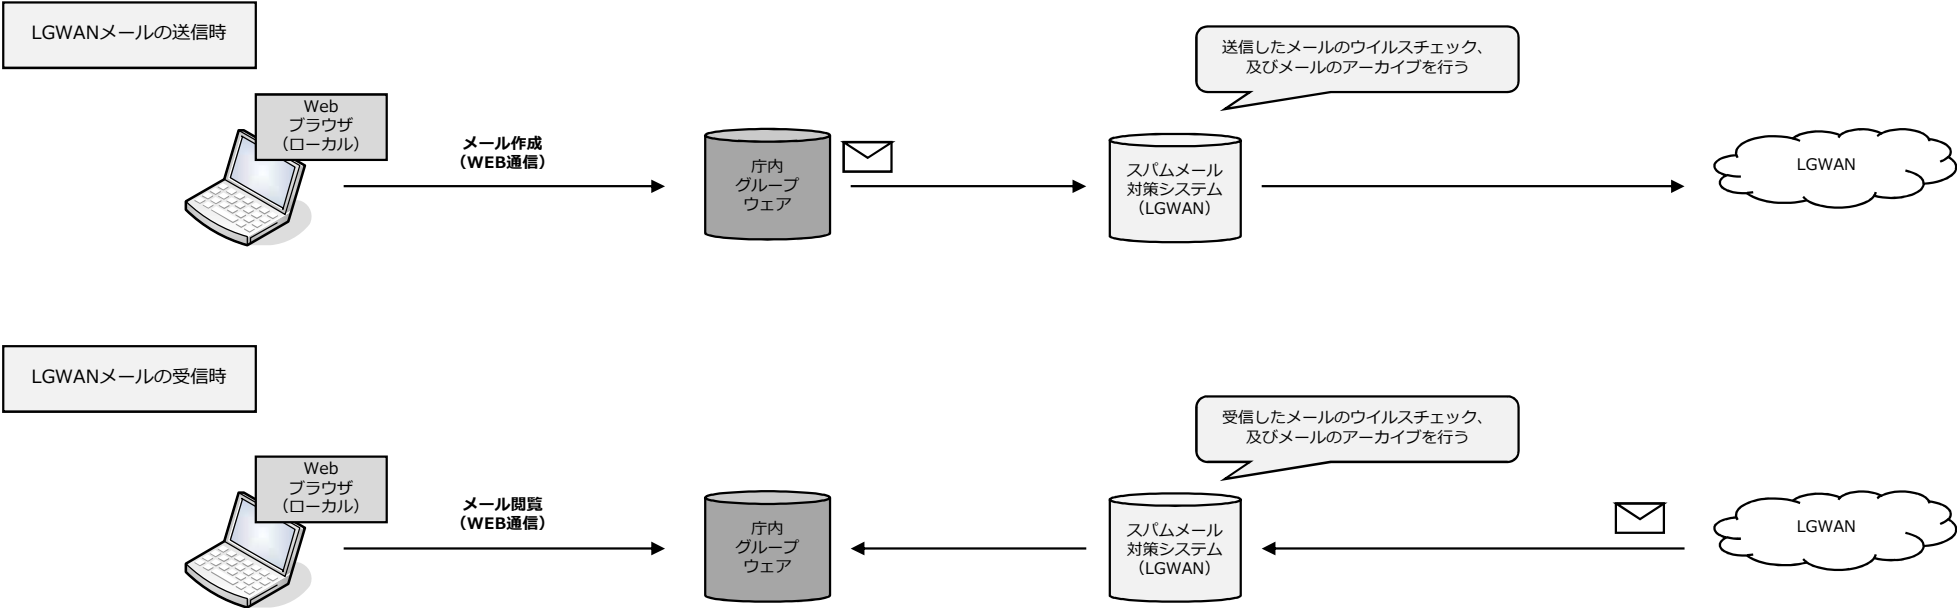 LGWANメールの送信時
送信したメールのウイルスチェック、
及びメールのアーカイブを行う
Web
ブラウザ
（ローカル）
メール作成
（WEB通信）
庁内
グループ
ウェア
スパムメール
対策システム
（LGWAN）
LGWAN
LGWANメールの受信時
受信したメールのウイルスチェック、
及びメールのアーカイブを行う
Web
ブラウザ
（ローカル）
メール閲覧
（WEB通信）
庁内
グループ
ウェア
スパムメール
対策システム
（LGWAN）
LGWAN